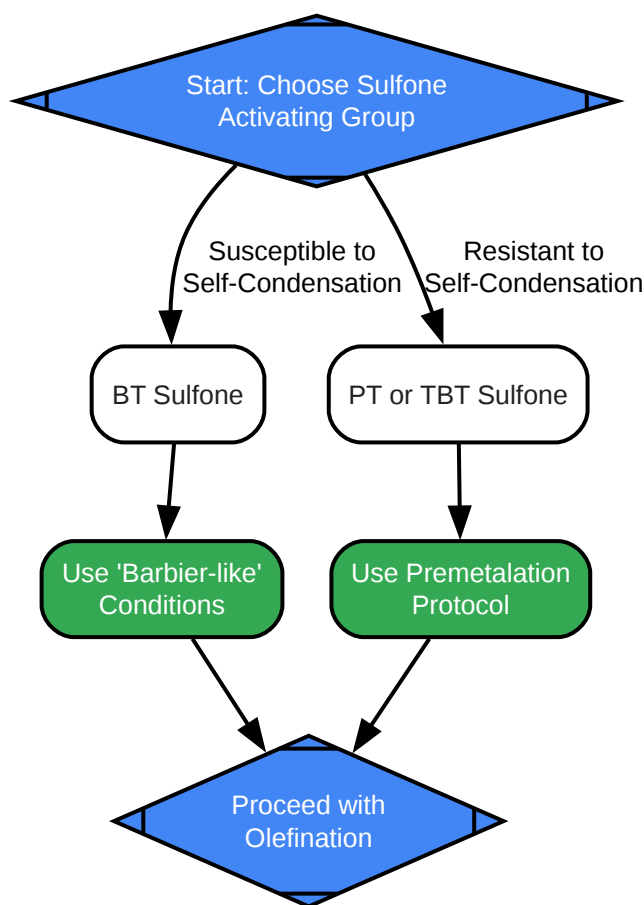 Start: Choose Sulfone
Activating Group
Susceptible to
Self-Condensation
Resistant to
Self-Condensation
BT Sulfone
PT or TBT Sulfone
Use 'Barbier-like'
Conditions
Use Premetalation
Protocol
Proceed with
Olefination